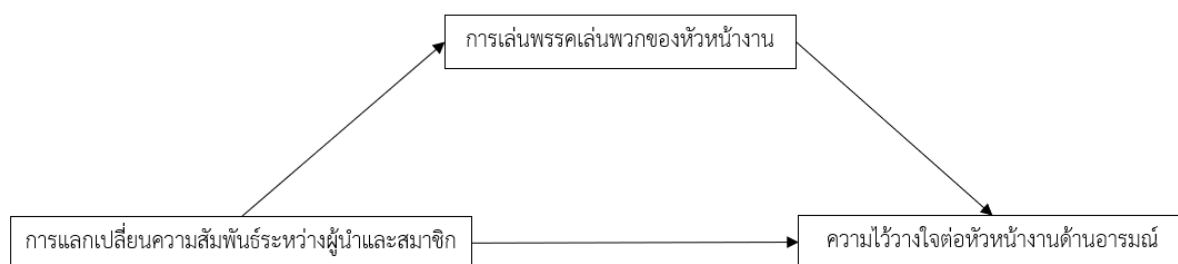 การเล่นพรรคเล่นพวกของหัวหน้างาน
การแลกเปลี่ยนความสัมพันธ์ระหว่างผู้นำและสมาชิก
ความไว้วางใจต่อหัวหน้างานด้านอารมณ์